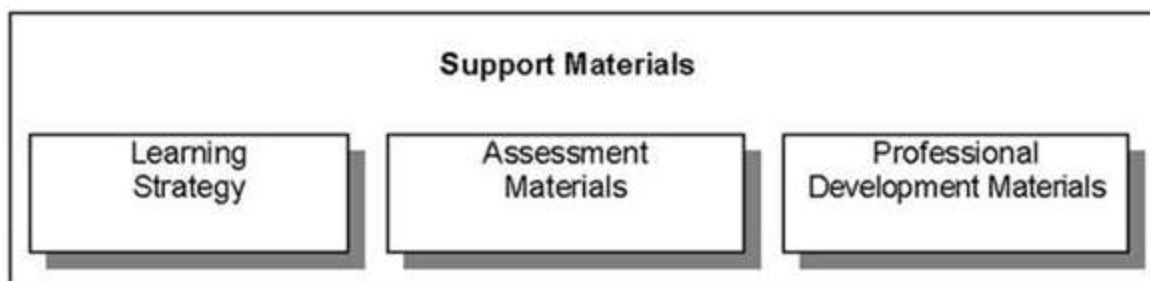 Support Materials
Learning
Strategy
Assessment
Materials
Professional
Development Materials